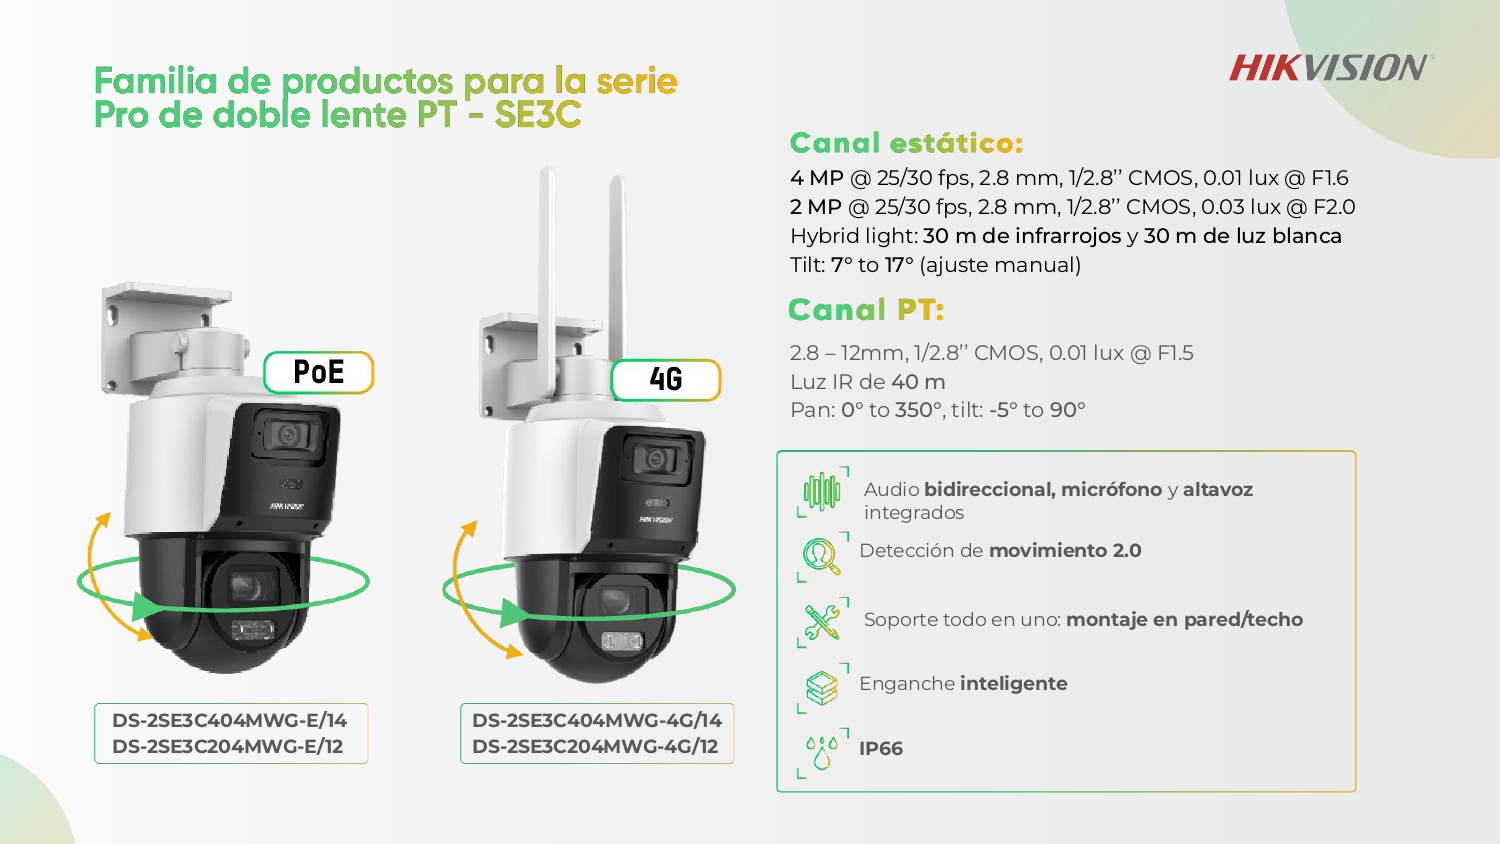 HIKVISION®
Familia de productos para la serie
Pro de doble lente PT - SE3C
PoE
HIKVISION
DS-2SE3C404MWG-E/14
DS-2SE3C204MWG-E/12
4G
HIKVISION
DS-2SE3C404MWG-4G/14
DS-2SE3C204MWG-4G/12
Canal estático:
4 MP @ 25/30 fps, 2.8 mm, 1/2.8’’ CMOS, 0.01 lux @ F1.6
2 MP @ 25/30 fps, 2.8 mm, 1/2.8’’ CMOS, 0.03 lux @ F2.0
Hybrid light: 30 m de infrarrojos y 30 m de luz blanca
Tilt: 7° to 17° (ajuste manual)
Canal PT:
2.8 – 12mm, 1/2.8’’ CMOS, 0.01 lux @ F1.5
Luz IR de 40 m
Pan: 0° to 350°, tilt: -5° to 90°
Audio bidireccional, micrófono y altavoz
integrados
Detección de movimiento 2.0
Soporte todo en uno: montaje en pared/techo
Enganche inteligente
IP66